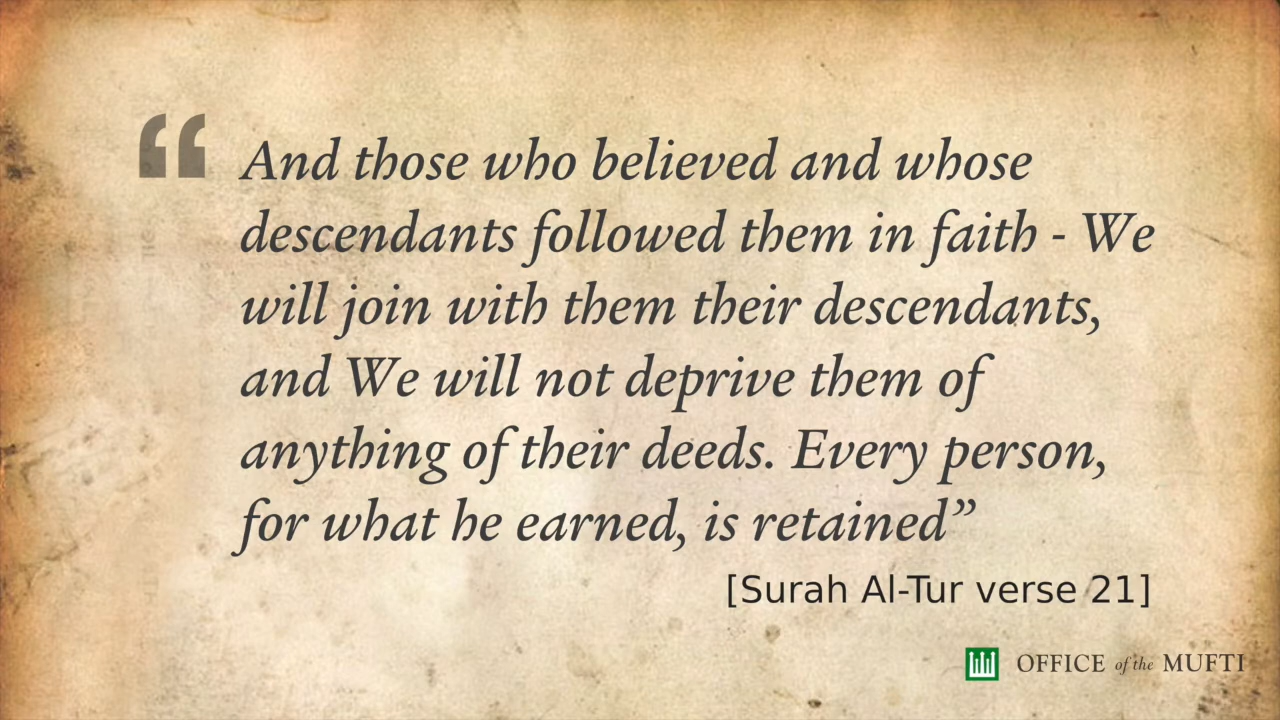 “ And those who believed and whose
descendants followed them in faith - We
will join with them their descendants,
and We will not deprive them of
anything of their deeds. Every person,
for what he earned, is retained”
[Surah Al-Tur verse 21]
OFFICE of the MUFTI